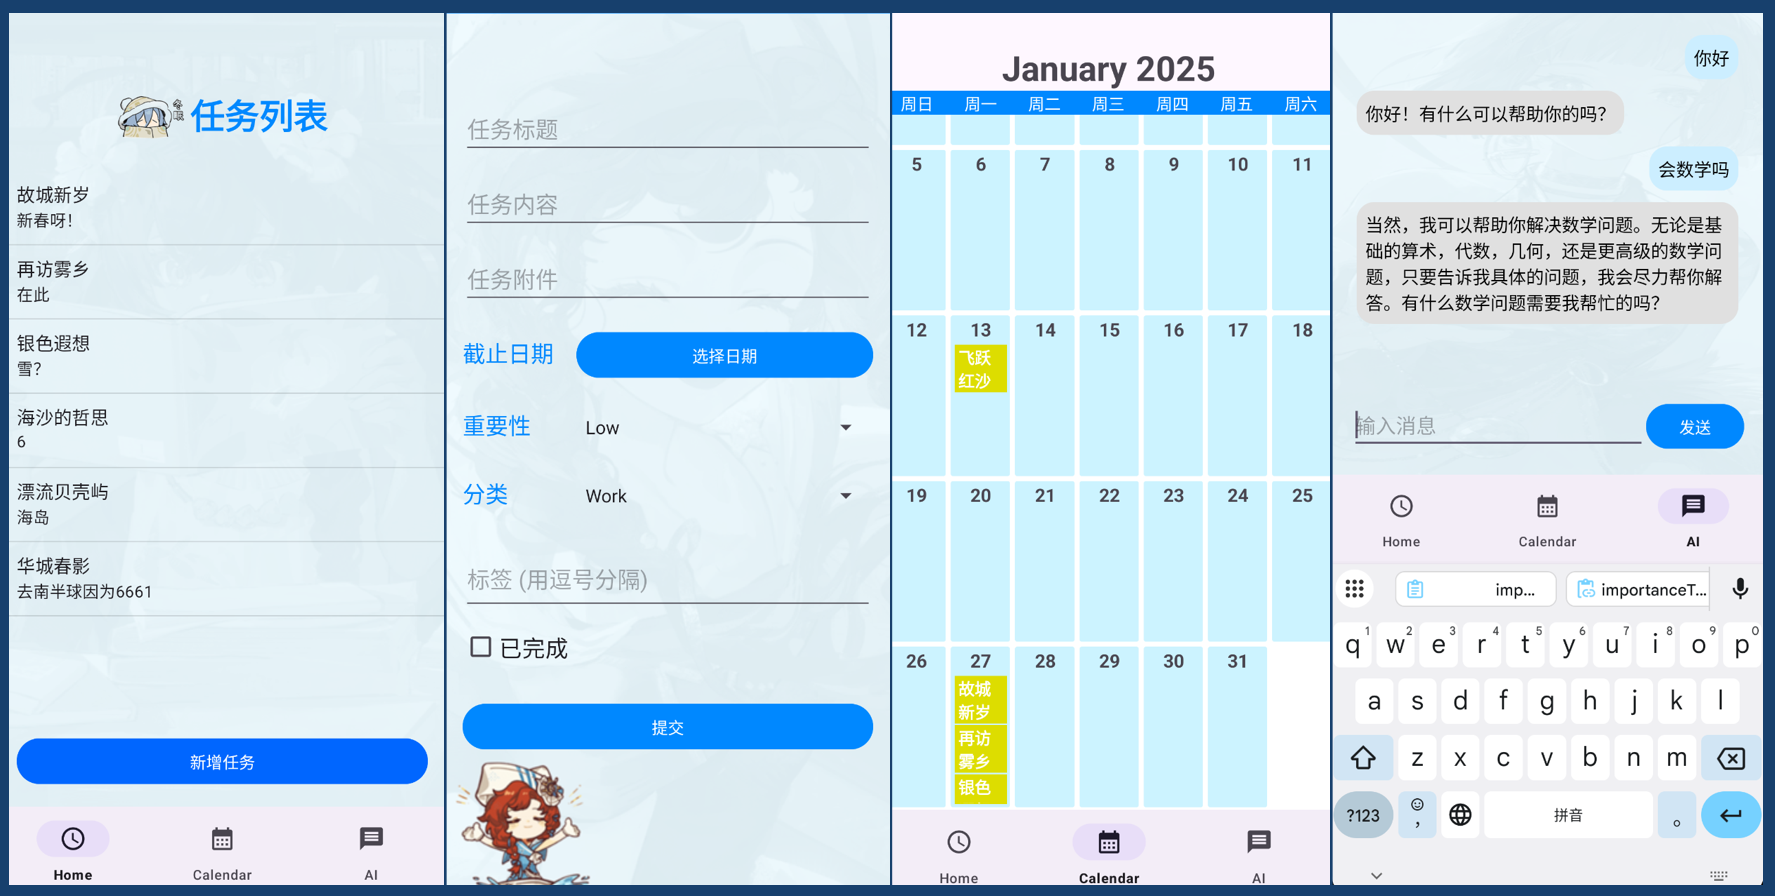 任务列表
故城新岁
新春呀！
再访雾乡
在此
银色遐想
雪？
海沙的哲思
6
漂流贝壳屿
海岛
华城春影
去南半球因为6661
新增任务
Home
Calendar
AI
任务标题
任务内容
任务附件
截止日期
选择日期
重要性
Low
分类
Work
标签 (用逗号分隔)
已完成
提交
January 2025
周日 周一 周二 周三 周四 周五 周六
5 6 7 8 9 10 11
12 13 14 15 16 17 18
飞跃
红沙
19 20 21 22 23 24 25
26 27 28 29 30 31
故城
新岁
再访
雾乡
银色
Home
Calendar
AI
你好
你好！有什么可以帮助你的吗？
会数学吗
当然，我可以帮助你解决数学问题。无论是基
础的算术，代数，几何，还是更高级的数学问
题，只要告诉我具体的问题，我会尽力帮你解
答。有什么数学问题需要我帮忙的吗？
输入消息
发送
Home
Calendar
AI
imp...
importanceT...
q1 w2 e3 r4 t5 y6 u7 i8 o9 p0
a s d f g h j k l
z x c v b n m
?123 , 拼音 。